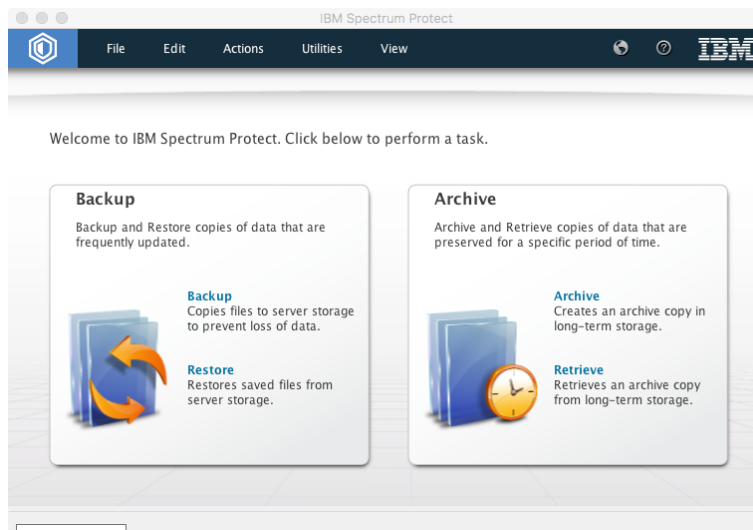 IBM Spectrum Protect
File Edit Actions Utilities View IBM
Welcome to IBM Spectrum Protect. Click below to perform a task.
Backup
Backup and Restore copies of data that are
frequently updated.
Backup
Copies files to server storage
to prevent loss of data.
Restore
Restores saved files from
server storage.
Archive
Archive and Retrieve copies of data that are
preserved for a specific period of time.
Archive
Creates an archive copy in
long-term storage.
Retrieve
Retrieves an archive copy
from long-term storage.